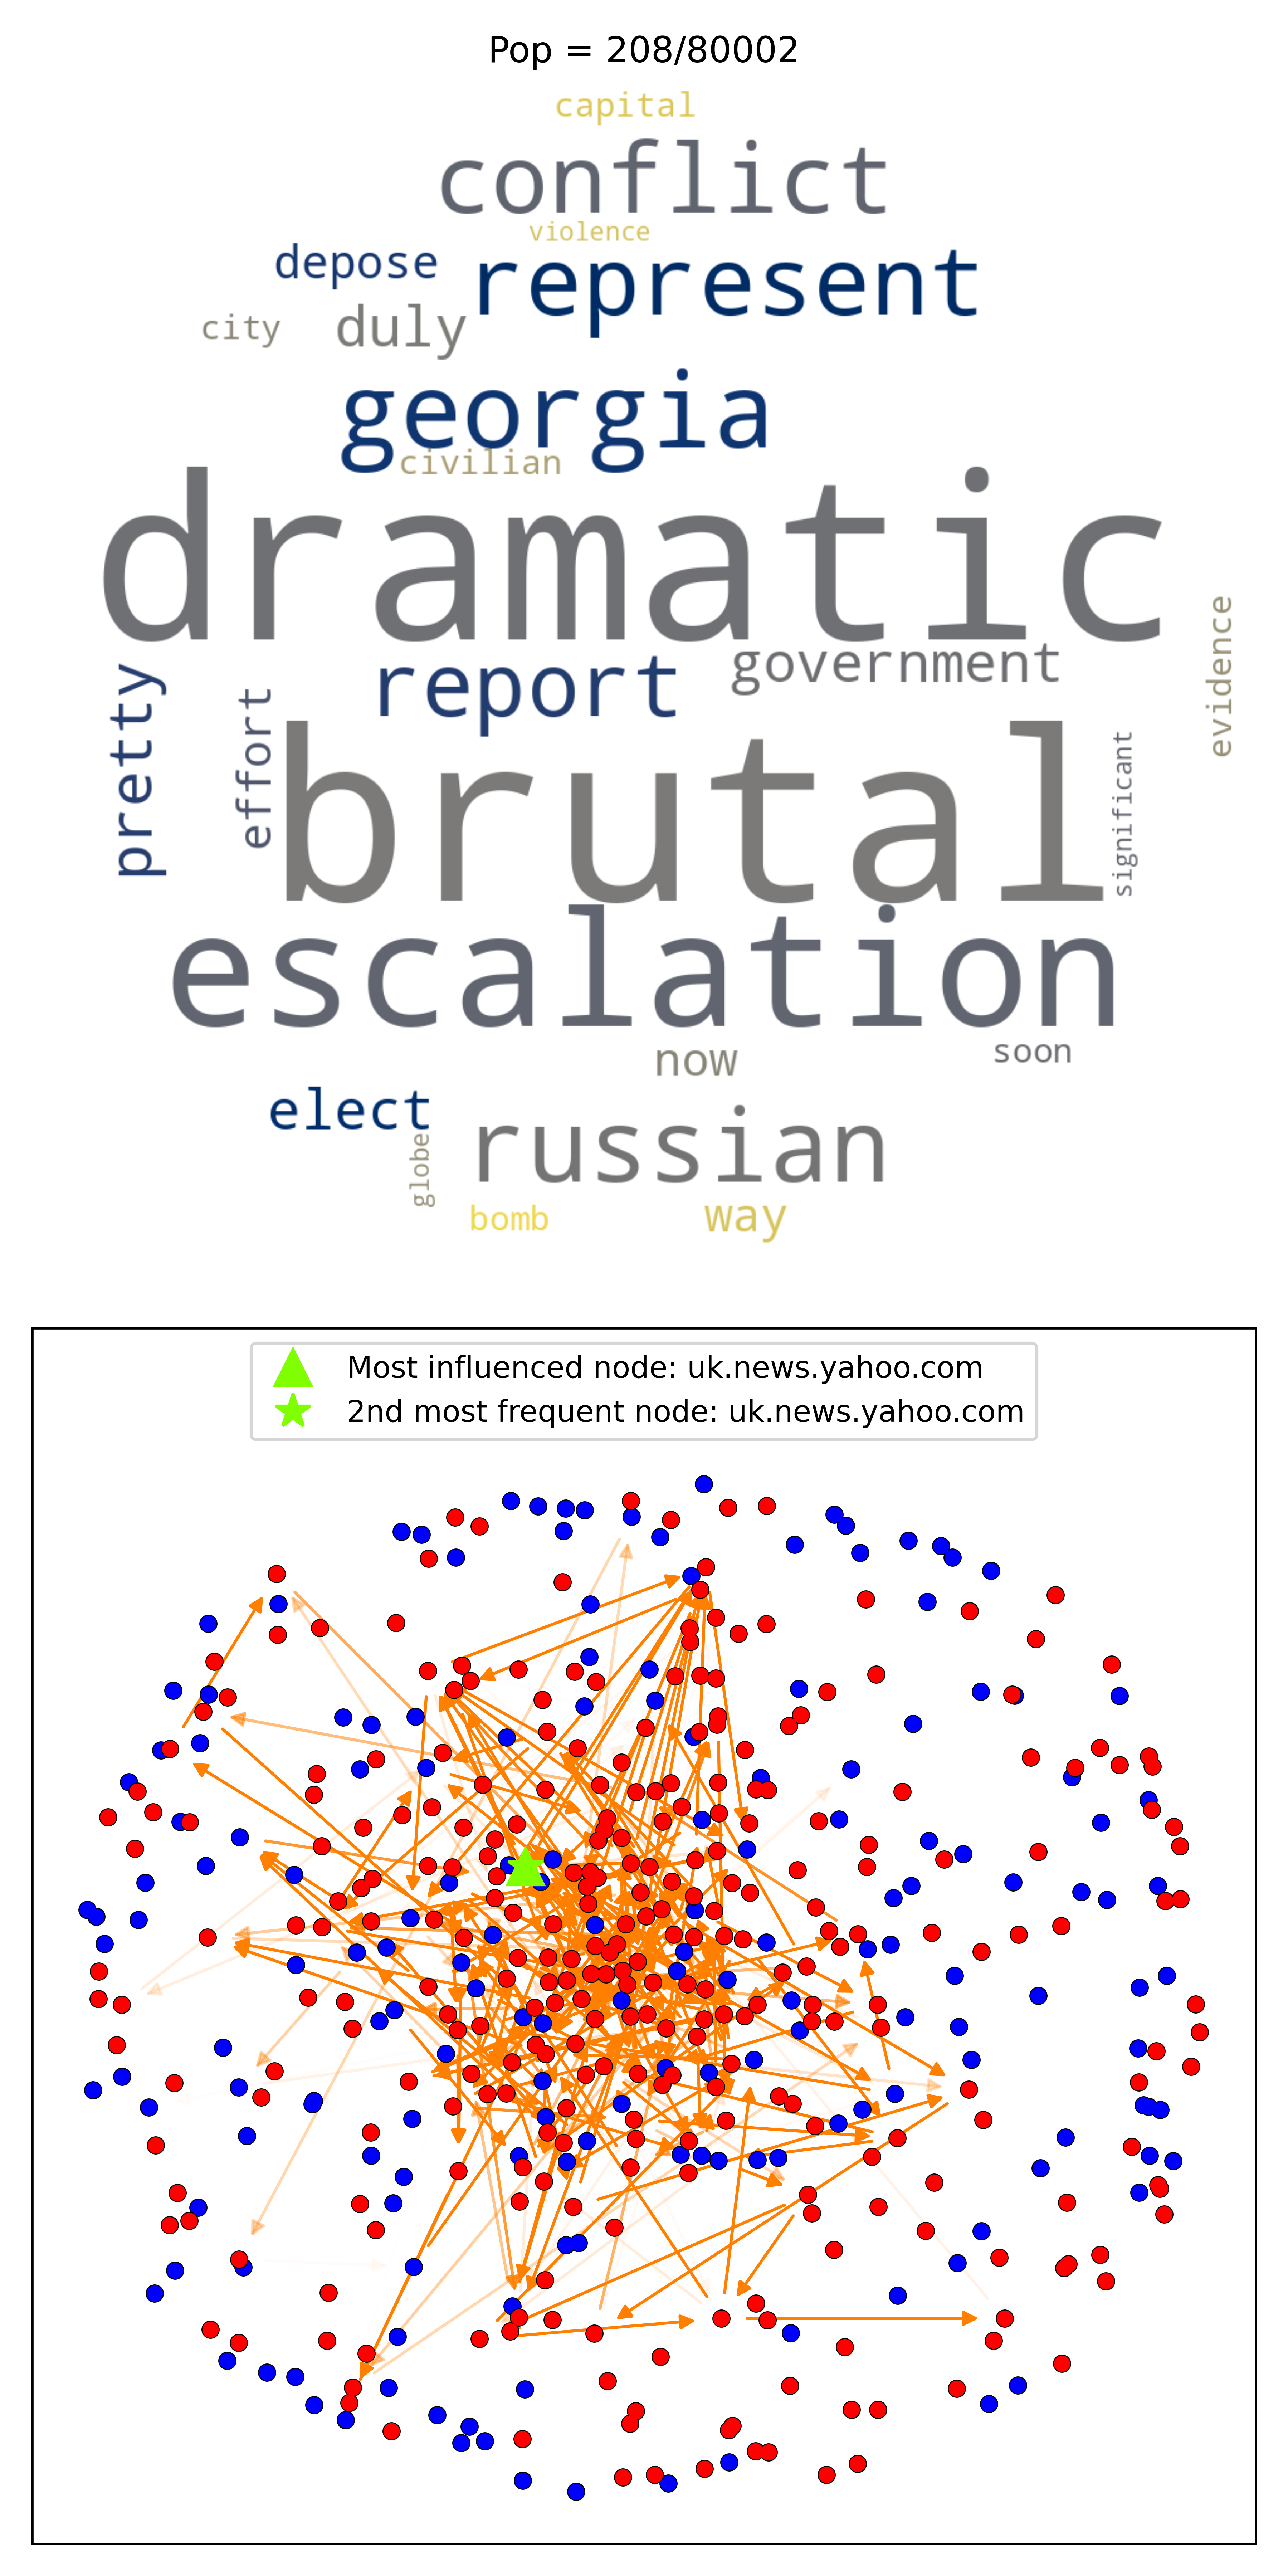 Pop = 208/80002
capital
conflict
violence
depose
represent
city
duly
georgia
civilian
dramatic
evidence
government
report
pretty
effort
brutal
significant
escalation
now
soon
elect
russian
globe
bomb
way
Most influenced node: uk.news.yahoo.com
2nd most frequent node: uk.news.yahoo.com